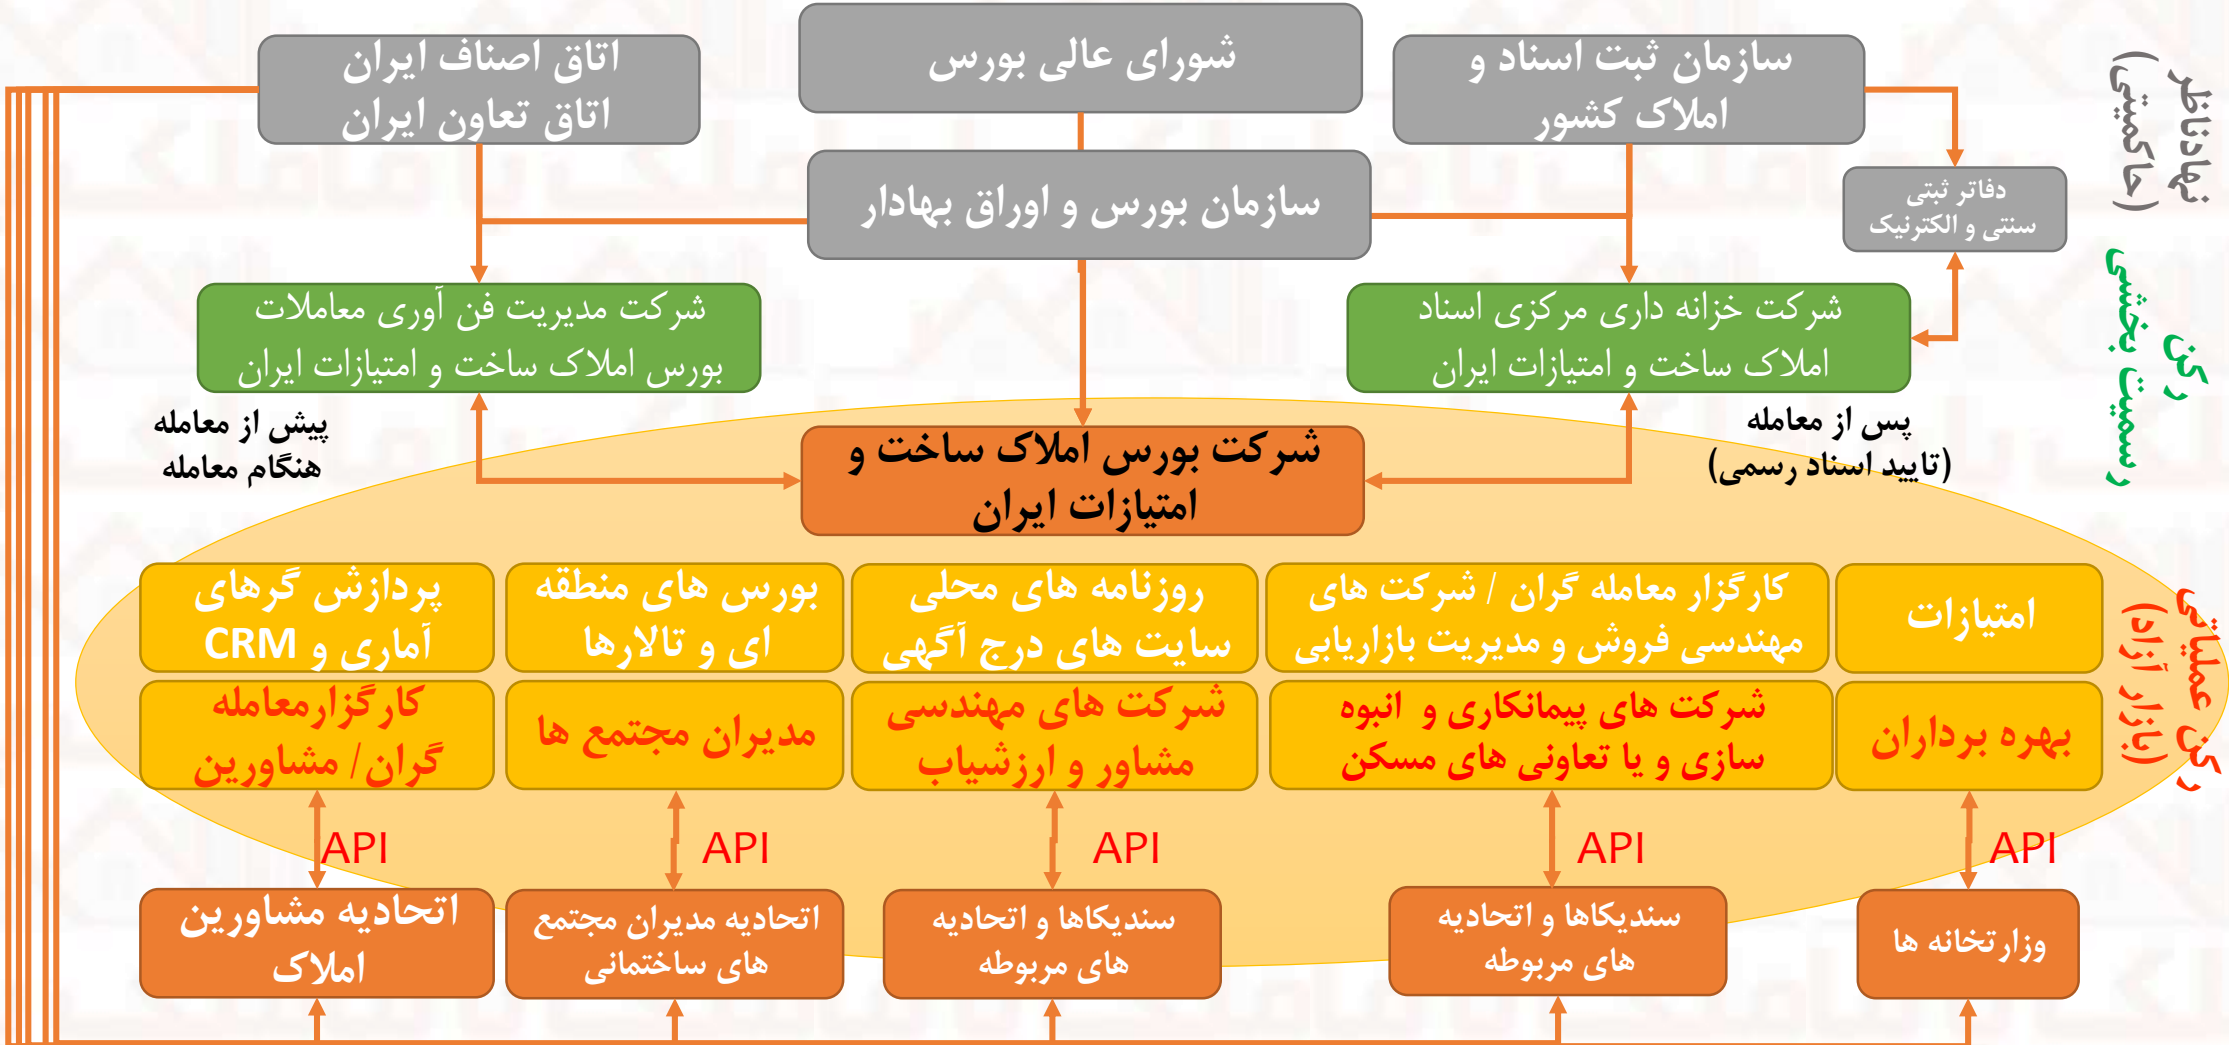 سازمان ثبت اسناد و
املاک کشور
شورای عالی بورس
اتاق اصناف ایران
اتاق تعاون ایران
نهادناظر
(حاکمیتی)
دفاتر ثبتی
سنتی و الکترنیک
سازمان بورس و اوراق بهادار
رکن
رسمیت بخشی
شرکت خزانه داری مرکزی اسناد
املاک ساخت و امتیازات ایران
شرکت مدیریت فن آوری معاملات
بورس املاک ساخت و امتیازات ایران
پس از معامله
(تایید اسناد رسمی)
شرکت بورس املاک ساخت و
امتیازات ایران
پیش از معامله
هنگام معامله
رکن عملیاتی
(بازار آزاد)
امتیازات
کارگزار معامله گران / شرکت های
مهندسی فروش و مدیریت بازاریابی
روزنامه های محلی
سایت های درج آگهی
بورس های منطقه
ای و تالارها
پردازش گرهای
آماری و CRM
بهره برداران
شرکت های پیمانکاری و انبوه
سازی و یا تعاونی های مسکن
شرکت های مهندسی
مشاور و ارزشیاب
مدیران مجتمع ها
کارگزارمعامله
گران/ مشاورین
API
API
API
API
API
وزارتخانه ها
سندیکاها و اتحادیه
های مربوطه
سندیکاها و اتحادیه
های مربوطه
اتحادیه مدیران مجتمع
های ساختمانی
اتحادیه مشاورین
املاک